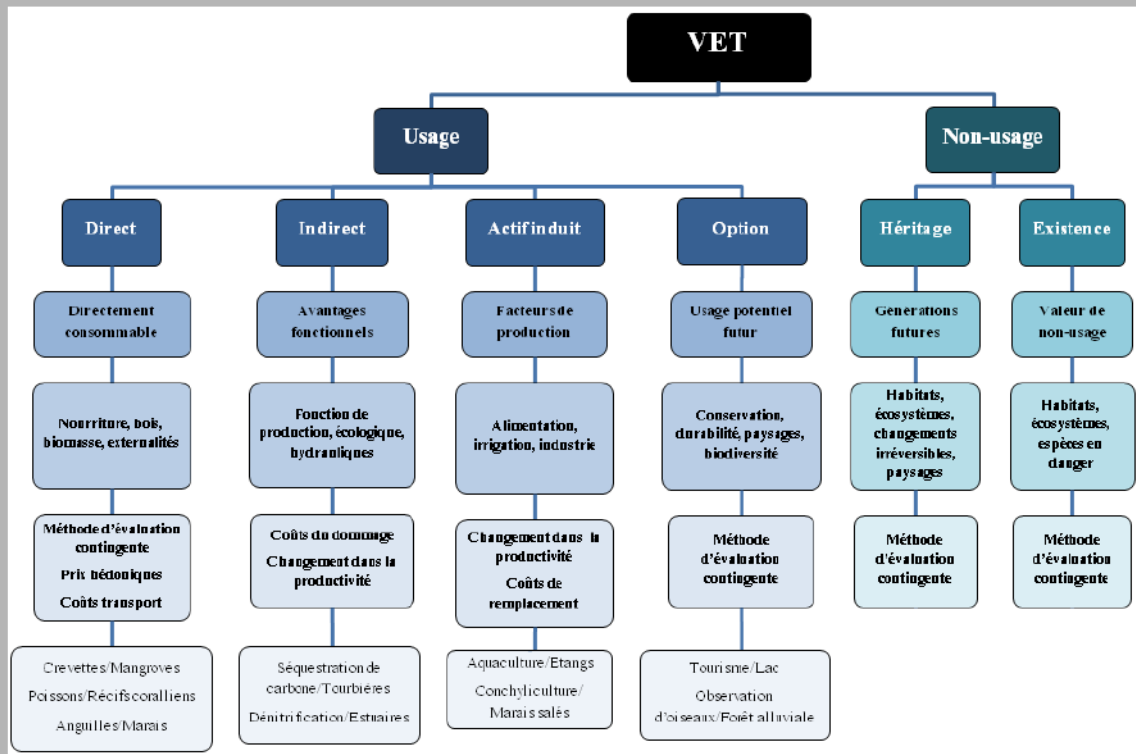 VET
Usage
Non-usage
Direct
Indirect
Actif induit
Option
Héritage
Existence
Directement
consommable
Avantages
fonctionnels
Facteurs de
production
Usage potentiel
futur
Generations
futures
Valeur de
non-usage
Nourriture, bois,
biomasse, externalités
Fonction de
production, écologique,
hydrauliques
Alimentation,
irrigation, industrie
Conservation,
durabilité, paysages,
biodiversité
Habitats,
écosystèmes,
changements
irréversibles,
paysages
Habitats,
écosystèmes,
espèces en
danger
Méthode d'évaluation
contingente
Prix hédoniques
Coûts transport
Coûts du dommage
Changement dans la
productivité
Changement dans la
productivité
Coûts de
remplacement
Méthode
d'évaluation
contingente
Méthode
d'évaluation
contingente
Méthode
d'évaluation
contingente
Crevettes/Mangroves
Poissons/Récifs coralliens
Anguilles/Marais
Séquestration de
carbone/Tourbières
Dénitrification/Estuaires
Aquaculture/Etangs
Conchyliculture/
Marais salés
Tourisme/Lac
Observation
d'oiseaux/Forêt alluviale